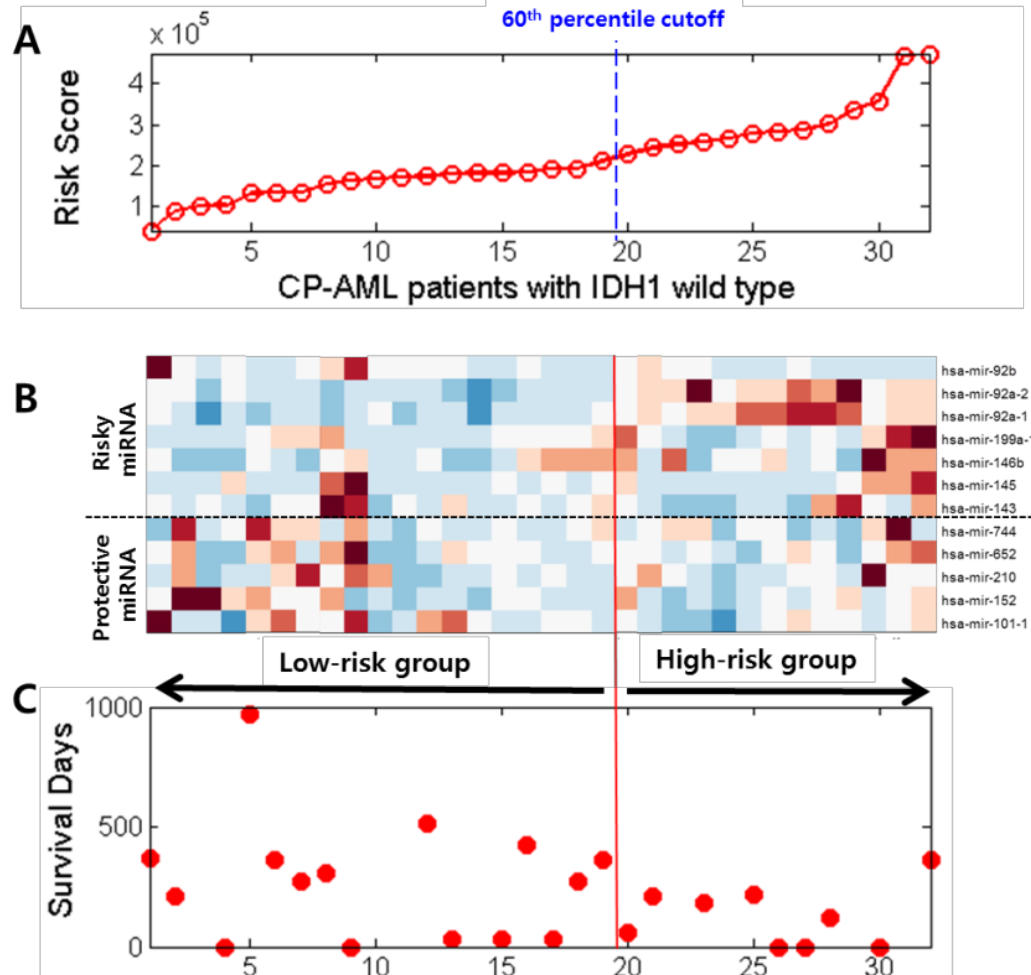 60th percentile cutoff
A
x 10^5
Risk Score
4
3
2
1
5 10 15 20 25 30
CP-AML patients with IDH1 wild type
B
Risky
miRNA
hsa-mir-92b
hsa-mir-92a-2
hsa-mir-92a-1
hsa-mir-199a-1
hsa-mir-146b
hsa-mir-145
hsa-mir-143
Protective
miRNA
hsa-mir-744
hsa-mir-652
hsa-mir-210
hsa-mir-152
hsa-mir-101-1
Low-risk group
High-risk group
C
Survival Days
1000
500
0
5 10 15 20 25 30